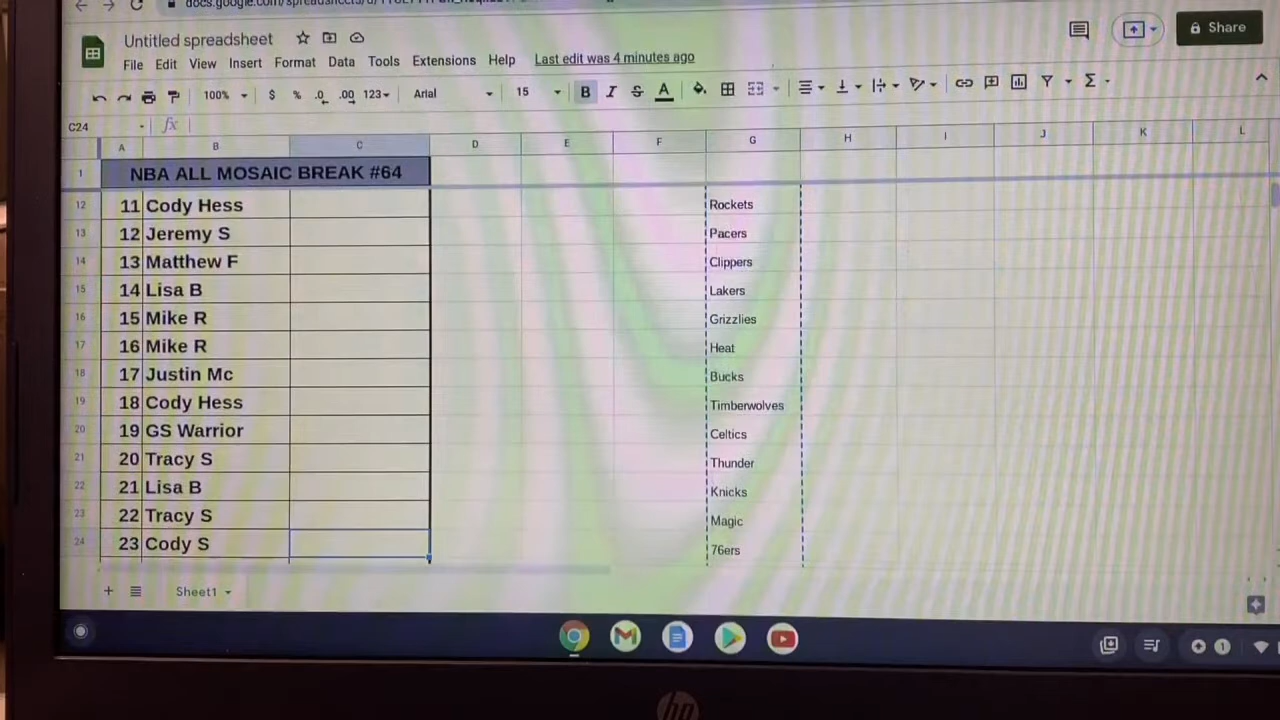 Untitled spreadsheet
Share
File Edit View Insert Format Data Tools Extensions Help Last edit was 4 minutes ago
100% $ % .0 .00 123 Arial 15 B I S A Σ
C24 fx
A B C D E F G H I J K L
1 NBA ALL MOSAIC BREAK #64
12 11 Cody Hess Rockets
13 12 Jeremy S Pacers
14 13 Matthew F Clippers
15 14 Lisa B Lakers
16 15 Mike R Grizzlies
17 16 Mike R Heat
18 17 Justin Mc Bucks
19 18 Cody Hess Timberwolves
20 19 GS Warrior Celtics
21 20 Tracy S Thunder
22 21 Lisa B Knicks
23 22 Tracy S Magic
24 23 Cody S 76ers
+ Sheet1
1
hp